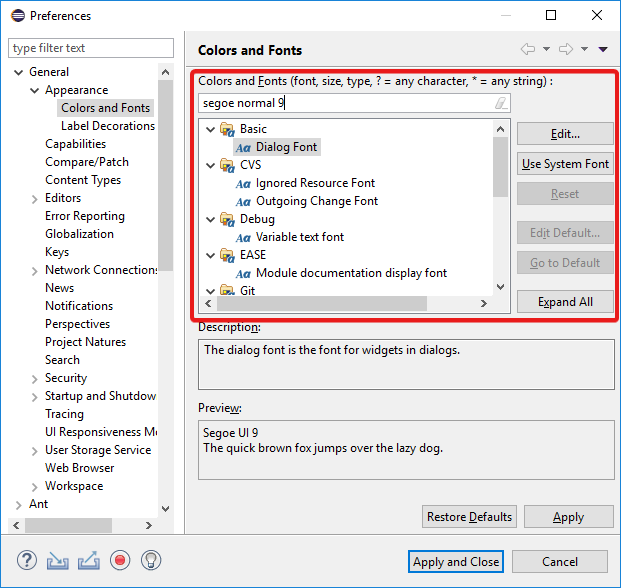 Preferences
type filter text
General
Appearance
Colors and Fonts
Label Decorations
Capabilities
Compare/Patch
Content Types
Editors
Error Reporting
Globalization
Keys
Network Connections
News
Notifications
Perspectives
Project Natures
Search
Security
Startup and Shutdow
Tracing
UI Responsiveness Mo
User Storage Service
Web Browser
Workspace
Ant
Colors and Fonts
Colors and Fonts (font, size, type, ? = any character, * = any string) :
segoe normal 9
Basic
Dialog Font
CVS
Ignored Resource Font
Outgoing Change Font
Debug
Variable text font
EASE
Module documentation display font
Git
Edit...
Use System Font
Reset
Edit Default...
Go to Default
Expand All
Description:
The dialog font is the font for widgets in dialogs.
Preview:
Segoe UI 9
The quick brown fox jumps over the lazy dog.
Restore Defaults
Apply
Apply and Close
Cancel